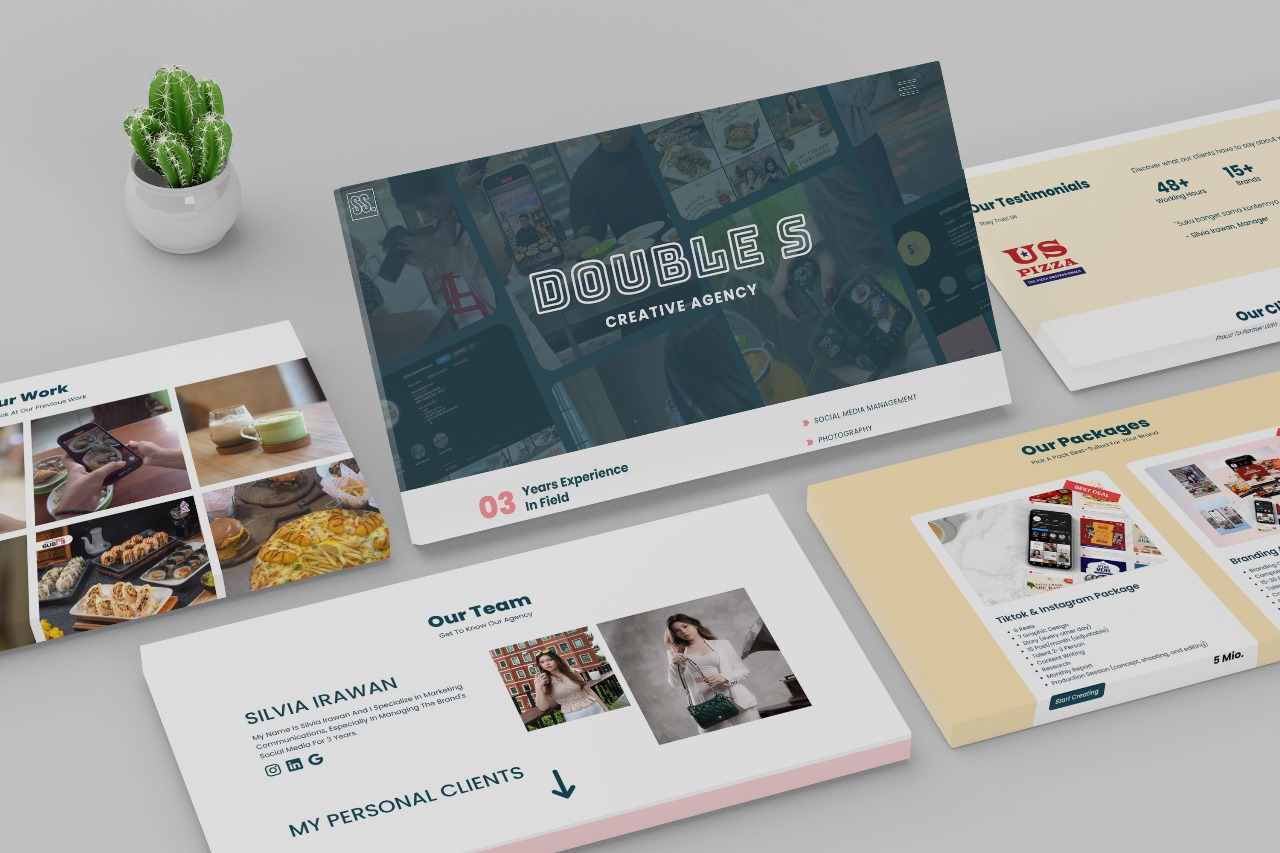 SS.
DOUBLE S
CREATIVE AGENCY
03
Years Experience
In Field
SOCIAL MEDIA MANAGEMENT
PHOTOGRAPHY
Our Testimonials
They Trust Us
Discover what our clients have to say about
48+
Working Hours
15+
Brands
"Suka banget sama kontennya
- Silvia Irawan, Manager
US
PIZZA
Our Cl
Proud To Partner With
ur Work
ook At Our Previous Work
Our Team
Get To Know Our Agency
SILVIA IRAWAN
My Name Is Silvia Irawan And I Specialize In Marketing
Communications, Especially In Managing The Brand's
Social Media For 3 Years.
MY PERSONAL CLIENTS
Our Packages
Pick A Pack Best-Suited For Your Brand
BEST DEAL
Tiktok & Instagram Package
7 Graphic Design
Story (every other day)
15 Post/month (adjustable)
Talent 2-3 Person
Content Writing
Research
Monthly Report
Production Session (concept, shooting, and editing)
5 Mio.
Start Creating
Branding